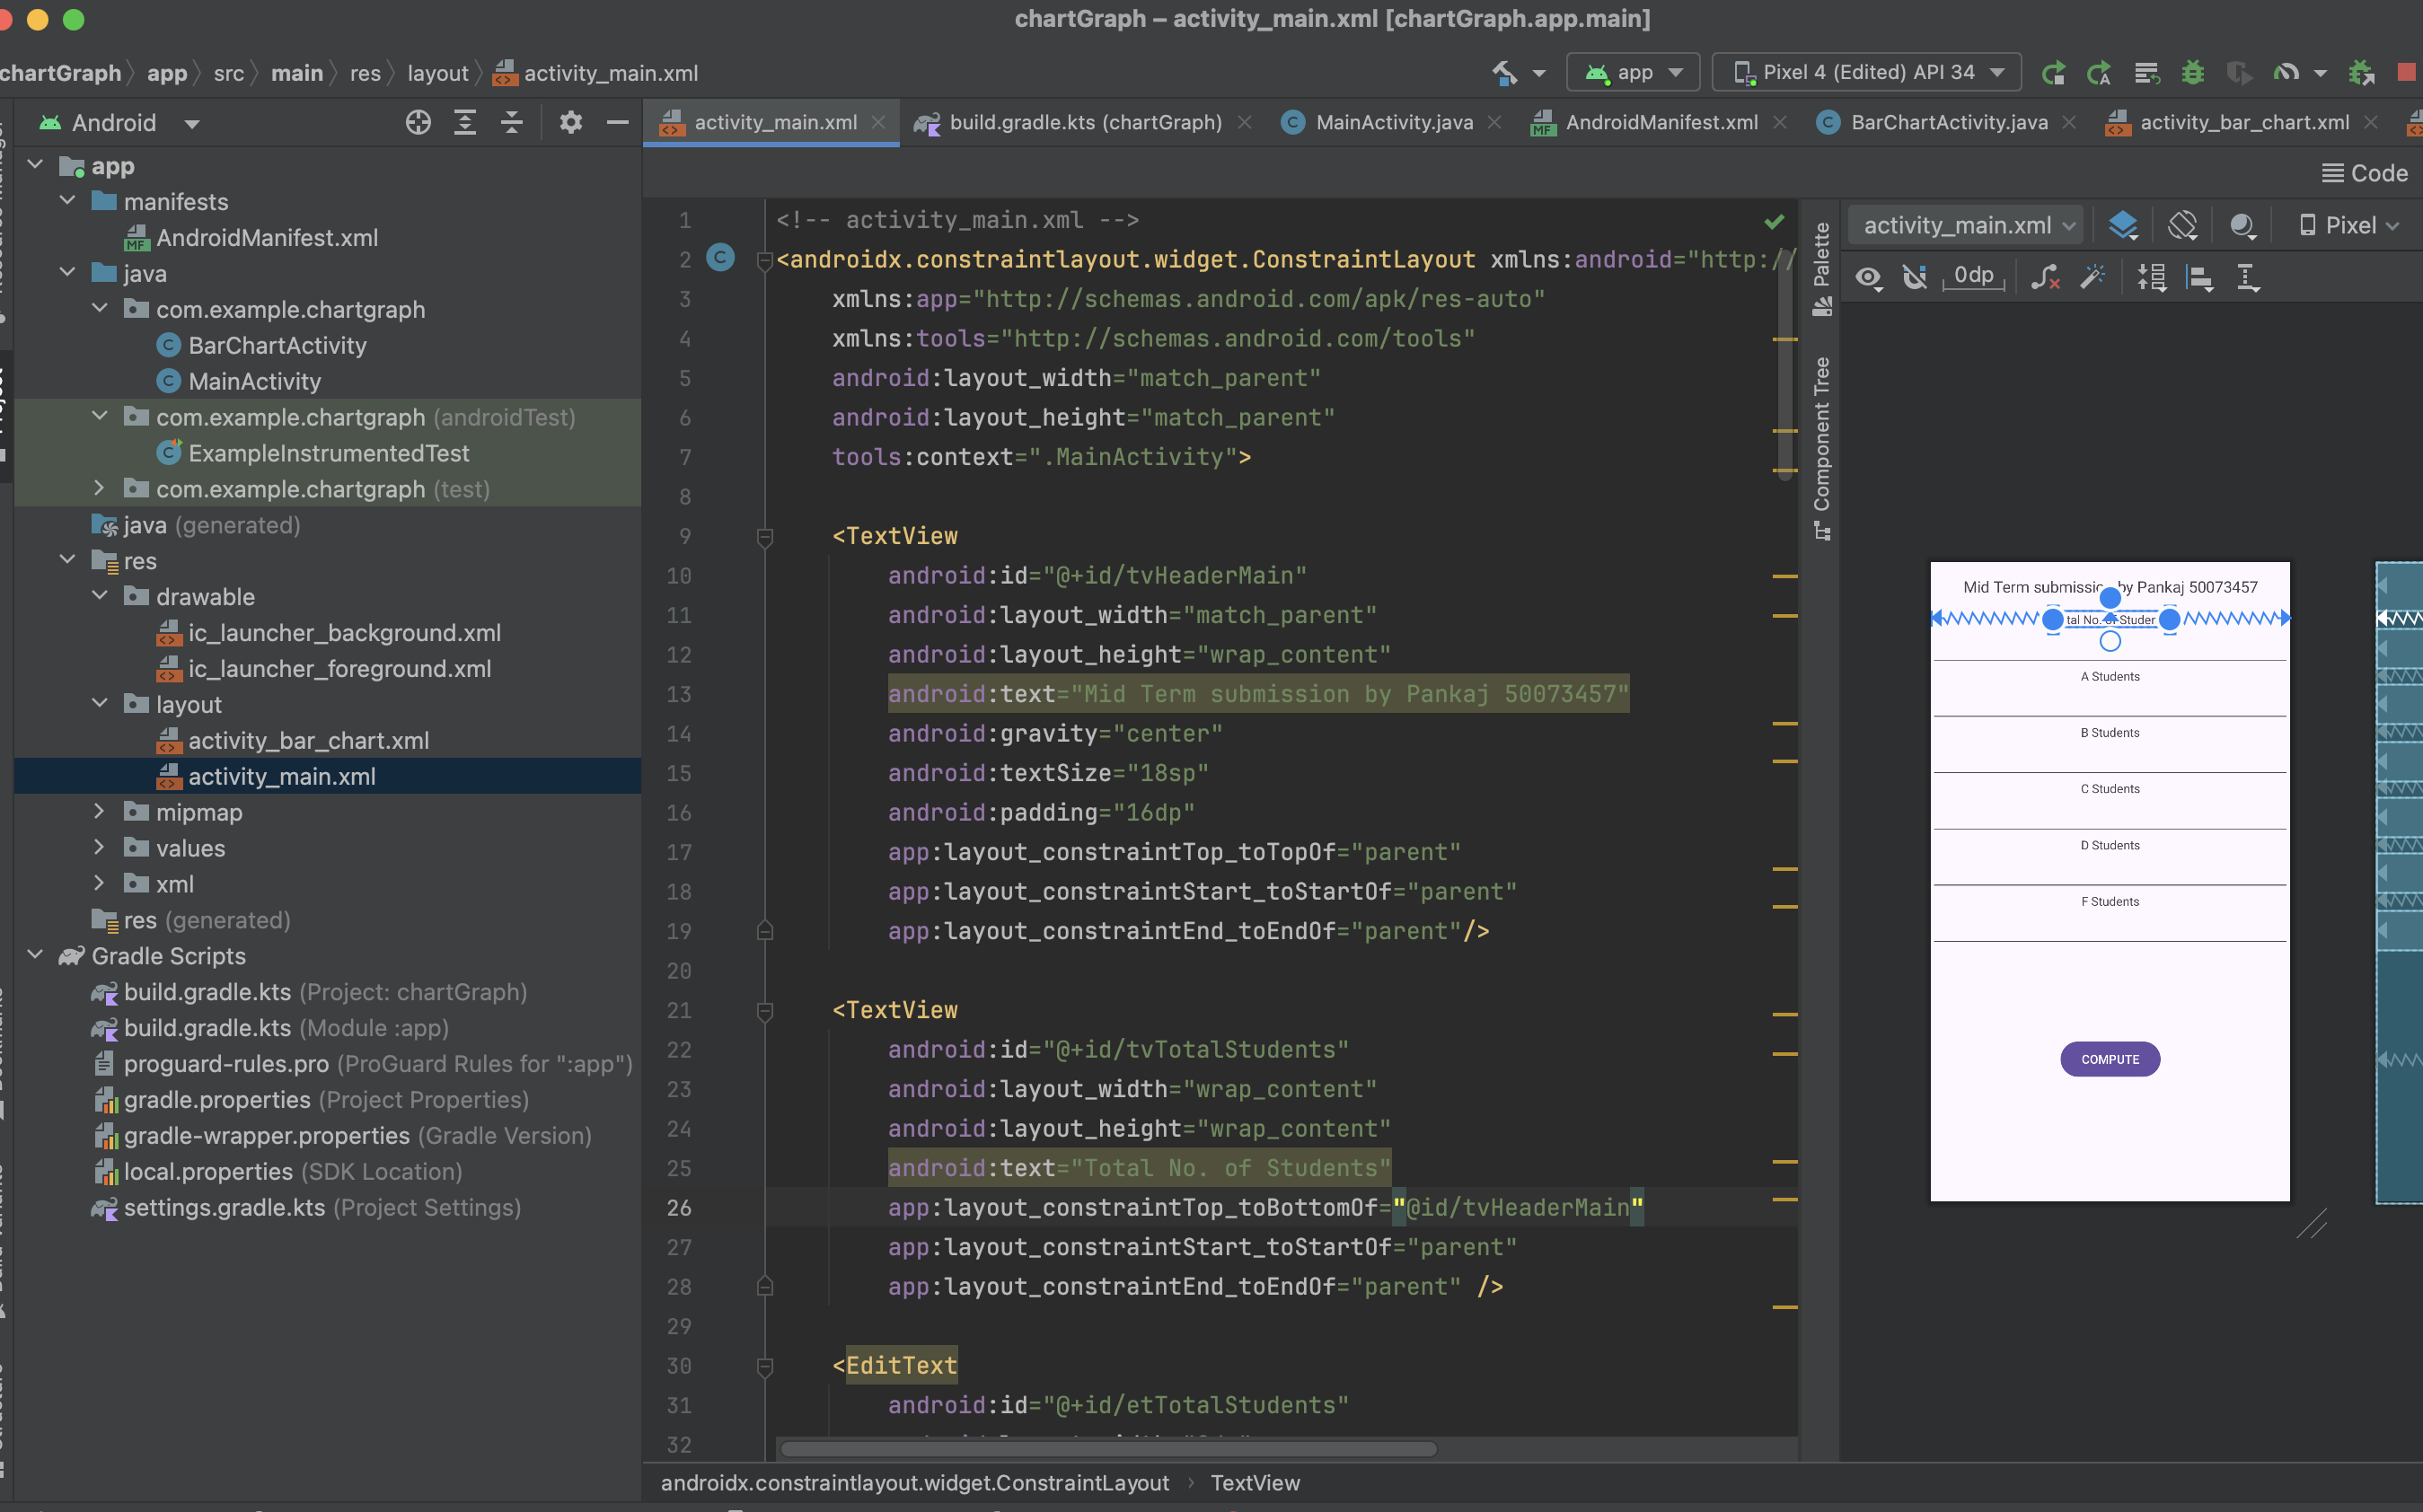 chartGraph – activity_main.xml [chartGraph.app.main]
chartGraph app src main res layout activity_main.xml
app
Pixel 4 (Edited) API 34
Android
activity_main.xml
build.gradle.kts (chartGraph)
MainActivity.java
AndroidManifest.xml
BarChartActivity.java
activity_bar_chart.xml
Code
app
manifests
AndroidManifest.xml
java
com.example.chartgraph
BarChartActivity
MainActivity
com.example.chartgraph (androidTest)
ExampleInstrumentedTest
com.example.chartgraph (test)
java (generated)
res
drawable
ic_launcher_background.xml
ic_launcher_foreground.xml
layout
activity_bar_chart.xml
activity_main.xml
mipmap
values
xml
res (generated)
Gradle Scripts
build.gradle.kts (Project: chartGraph)
build.gradle.kts (Module :app)
proguard-rules.pro (ProGuard Rules for ":app")
gradle.properties (Project Properties)
gradle-wrapper.properties (Gradle Version)
local.properties (SDK Location)
settings.gradle.kts (Project Settings)
1 <!-- activity_main.xml -->
2 <androidx.constraintlayout.widget.ConstraintLayout xmlns:android="http://
3 xmlns:app="http://schemas.android.com/apk/res-auto"
4 xmlns:tools="http://schemas.android.com/tools"
5 android:layout_width="match_parent"
6 android:layout_height="match_parent"
7 tools:context=".MainActivity">
8
9 <TextView
10 android:id="@+id/tvHeaderMain"
11 android:layout_width="match_parent"
12 android:layout_height="wrap_content"
13 android:text="Mid Term submission by Pankaj 50073457"
14 android:gravity="center"
15 android:textSize="18sp"
16 android:padding="16dp"
17 app:layout_constraintTop_toTopOf="parent"
18 app:layout_constraintStart_toStartOf="parent"
19 app:layout_constraintEnd_toEndOf="parent"/>
20
21 <TextView
22 android:id="@+id/tvTotalStudents"
23 android:layout_width="wrap_content"
24 android:layout_height="wrap_content"
25 android:text="Total No. of Students"
26 app:layout_constraintTop_toBottomOf="@id/tvHeaderMain"
27 app:layout_constraintStart_toStartOf="parent"
28 app:layout_constraintEnd_toEndOf="parent" />
29
30 <EditText
31 android:id="@+id/etTotalStudents"
32
Palette
Component Tree
activity_main.xml
Pixel
0dp
Mid Term submission by Pankaj 50073457
tal No. of Studer
A Students
B Students
C Students
D Students
F Students
COMPUTE
androidx.constraintlayout.widget.ConstraintLayout
TextView